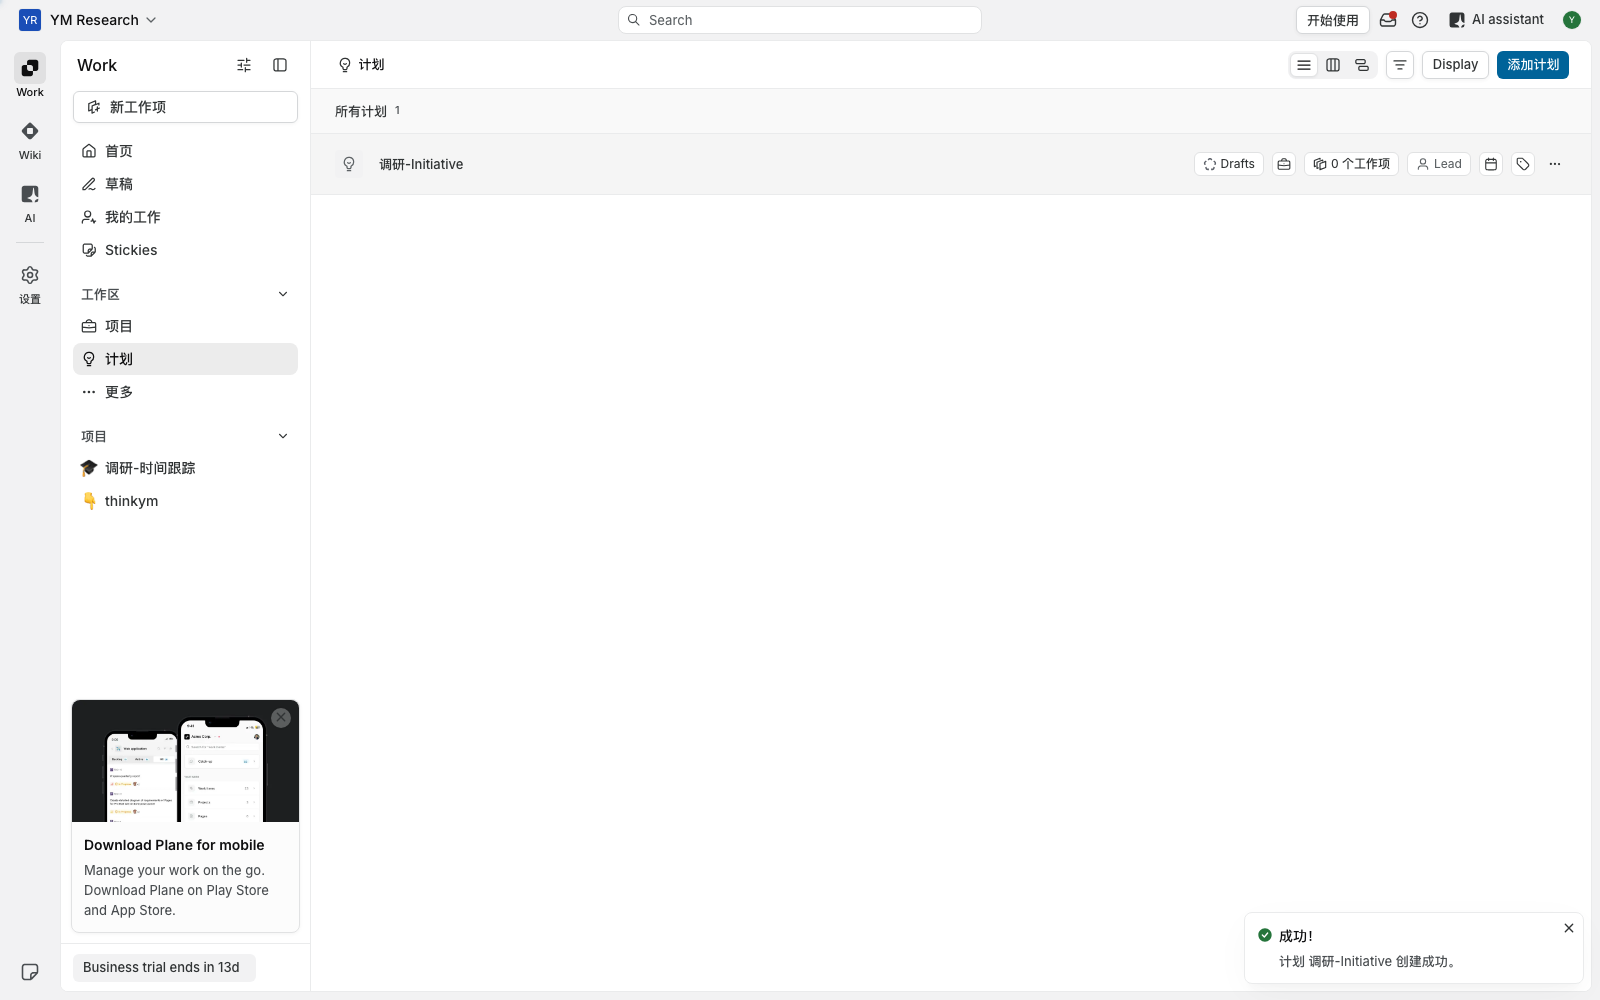 YR YM Research
Search
开始使用
AI assistant
Y
Work
Wiki
AI
设置
Work
新工作项
首页
草稿
我的工作
Stickies
工作区
项目
计划
更多
项目
调研-时间跟踪
thinkym
Download Plane for mobile
Manage your work on the go.
Download Plane on Play Store
and App Store.
Business trial ends in 13d
计划
Display
添加计划
所有计划 1
调研-Initiative
Drafts
0 个工作项
Lead
成功!
计划 调研-Initiative 创建成功。